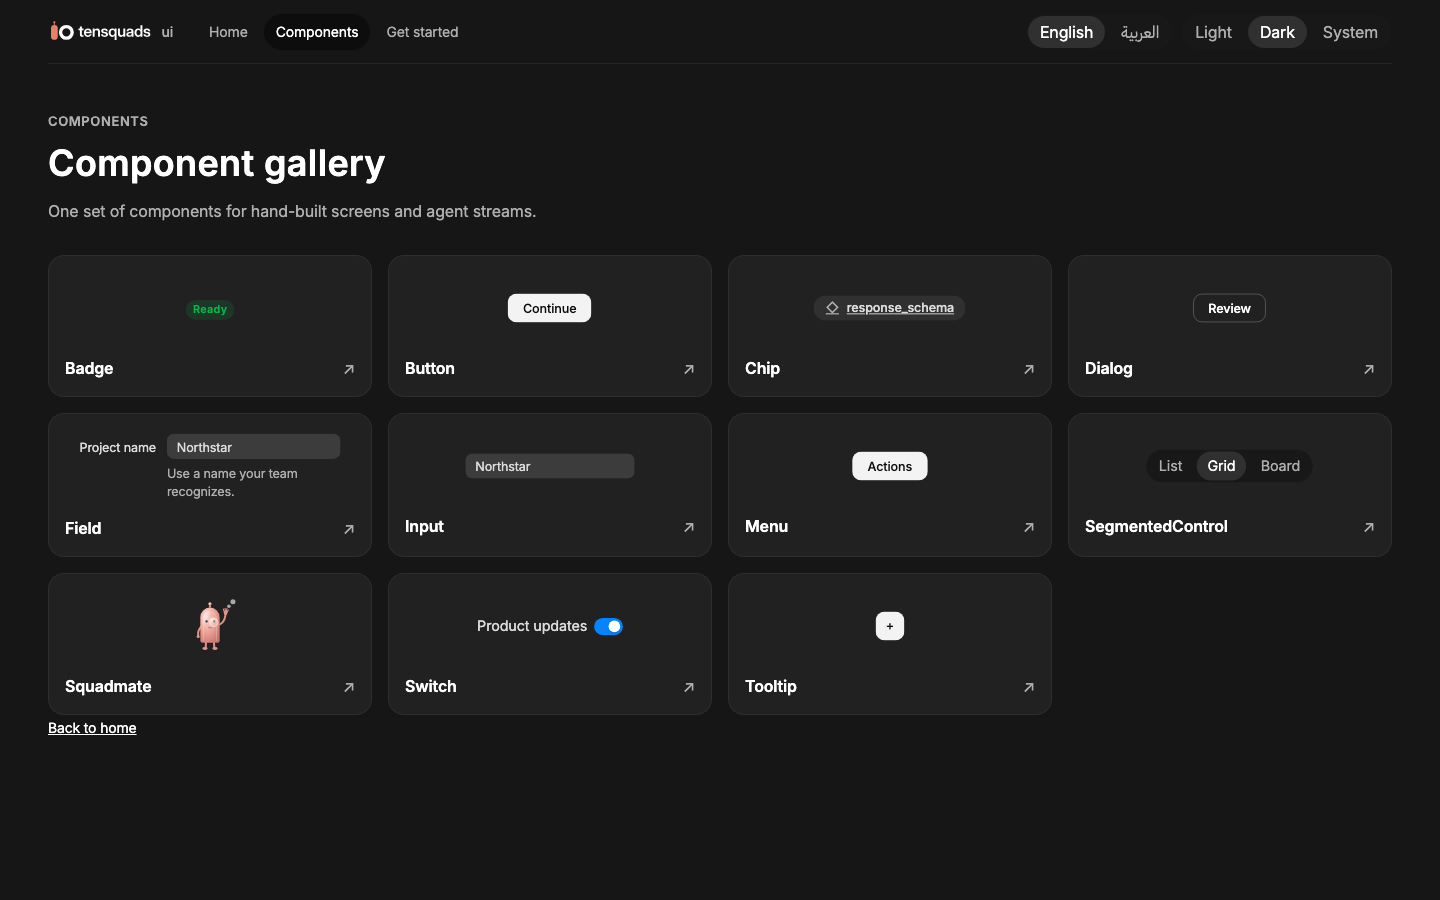 tensquads ui
Home
Components
Get started
English
العربية
Light
Dark
System
COMPONENTS
Component gallery
One set of components for hand-built screens and agent streams.
Ready
Badge
Continue
Button
response_schema
Chip
Review
Dialog
Project name
Northstar
Use a name your team
recognizes.
Field
Northstar
Input
Actions
Menu
List
Grid
Board
SegmentedControl
Squadmate
Product updates
Switch
+
Tooltip
Back to home